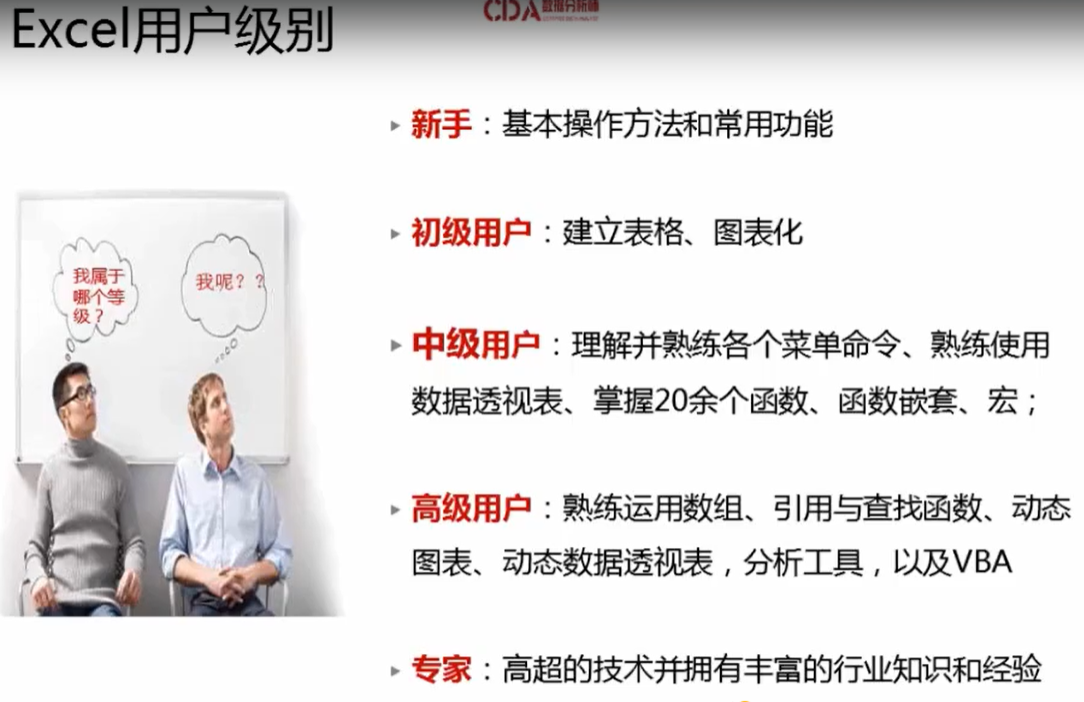 CDA数据分析师
Excel用户级别
新手：基本操作方法和常用功能
初级用户：建立表格、图表化
我属于
哪个等
级？
我呢？？
中级用户：理解并熟练各个菜单命令、熟练使用
数据透视表、掌握20余个函数、函数嵌套、宏；
高级用户：熟练运用数组、引用与查找函数、动态
图表、动态数据透视表，分析工具，以及VBA
专家：高超的技术并拥有丰富的行业知识和经验